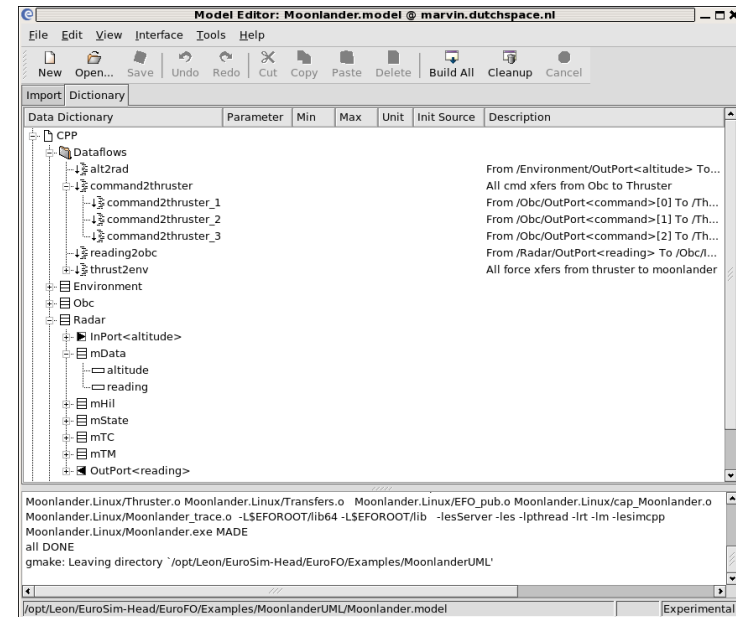 Model Editor: Moonlander.model @ marvin.dutchspace.nl
File Edit View Interface Tools Help
New Open... Save Undo Redo Cut Copy Paste Delete Build All Cleanup Cancel
Import Dictionary
Data Dictionary Parameter Min Max Unit Init Source Description
CPP
Dataflows
alt2rad From /Environment/OutPort<altitude> To...
command2thruster All cmd xfers from Obc to Thruster
command2thruster_1 From /Obc/OutPort<command>[0] To /Th...
command2thruster_2 From /Obc/OutPort<command>[1] To /Th...
command2thruster_3 From /Obc/OutPort<command>[2] To /Th...
reading2obc From /Radar/OutPort<reading> To /Obc/I...
thrust2env All force xfers from thruster to moonlander
Environment
Obc
Radar
InPort<altitude>
mData
altitude
reading
mHil
mState
mTC
mTM
OutPort<reading>
Moonlander.Linux/Thruster.o Moonlander.Linux/Transfers.o Moonlander.Linux/EFO_pub.o Moonlander.Linux/cap_Moonlander.o
Moonlander.Linux/Moonlander_trace.o -L$EFOROOT/lib64 -L$EFOROOT/lib -lesServer -les -lpthread -lrt -lm -lesimcpp
Moonlander.Linux/Moonlander.exe MADE
all DONE
gmake: Leaving directory `/opt/Leon/EuroSim-Head/EuroFO/Examples/MoonlanderUML'
/opt/Leon/EuroSim-Head/EuroFO/Examples/MoonlanderUML/Moonlander.model Experimental